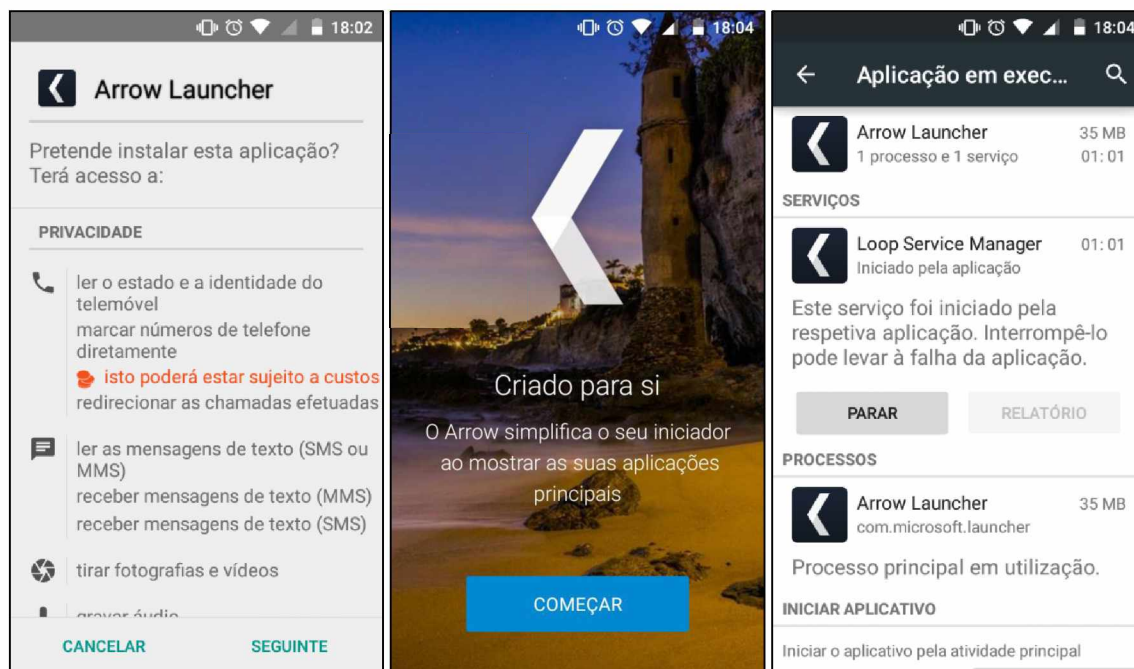 18:02
Arrow Launcher
Pretende instalar esta aplicação?
Terá acesso a:
PRIVACIDADE
ler o estado e a identidade do
telemóvel
marcar números de telefone
diretamente
isto poderá estar sujeito a custos
redirecionar as chamadas efetuadas
ler as mensagens de texto (SMS ou
MMS)
receber mensagens de texto (MMS)
receber mensagens de texto (SMS)
tirar fotografias e vídeos
gravar áudio
CANCELAR SEGUINTE
18:04
Criado para si
O Arrow simplifica o seu iniciador
ao mostrar as suas aplicações
principais
COMEÇAR
18:04
Aplicação em exec...
Arrow Launcher 35 MB
1 processo e 1 serviço 01:01
SERVIÇOS
Loop Service Manager 01:01
Iniciado pela aplicação
Este serviço foi iniciado pela
respetiva aplicação. Interrompê-lo
pode levar à falha da aplicação.
PARAR RELATÓRIO
PROCESSOS
Arrow Launcher 35 MB
com.microsoft.launcher
Processo principal em utilização.
INICIAR APLICATIVO
Iniciar o aplicativo pela atividade principal